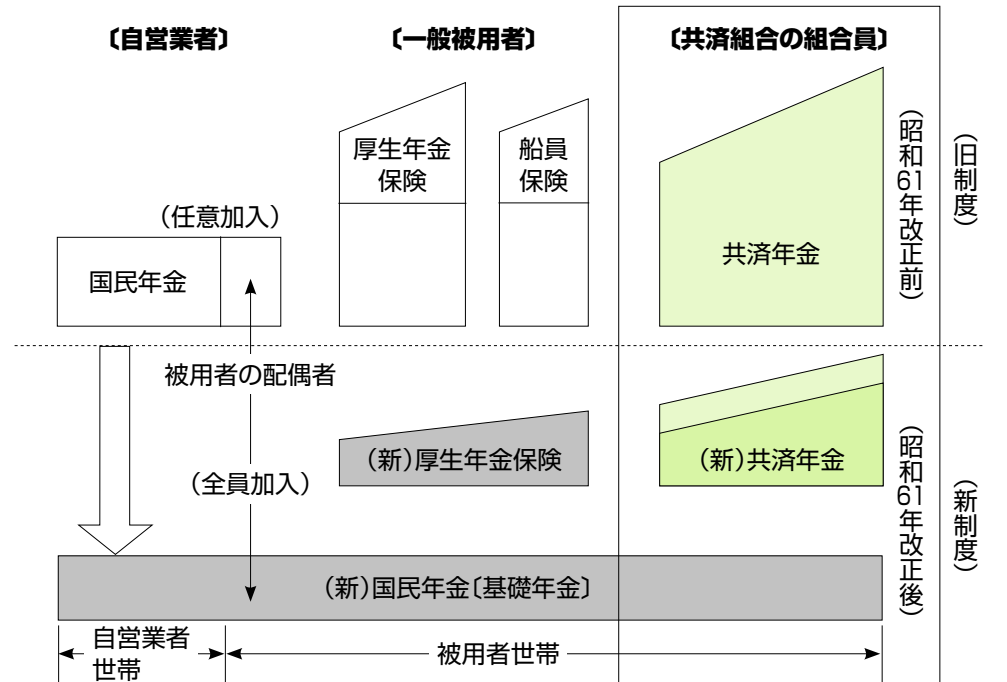 〔自営業者〕
〔一般被用者〕
〔共済組合の組合員〕
厚生年金
保険
船員
保険
(任意加入)
国民年金
共済年金
(昭和61年改正前)
(旧制度)
被用者の配偶者
(全員加入)
(新)厚生年金保険
(新)共済年金
(新)国民年金〔基礎年金〕
(昭和61年改正後)
(新制度)
自営業者
世帯
被用者世帯